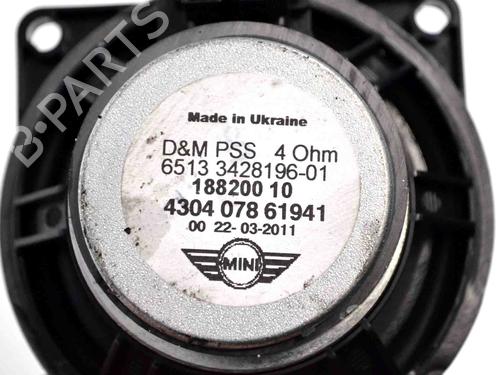 B-PARTS
Made in Ukraine
D&M PSS 4 Ohm
6513 3428196-01
188200 10
4304 078 61941
00 22-03-2011
MINI